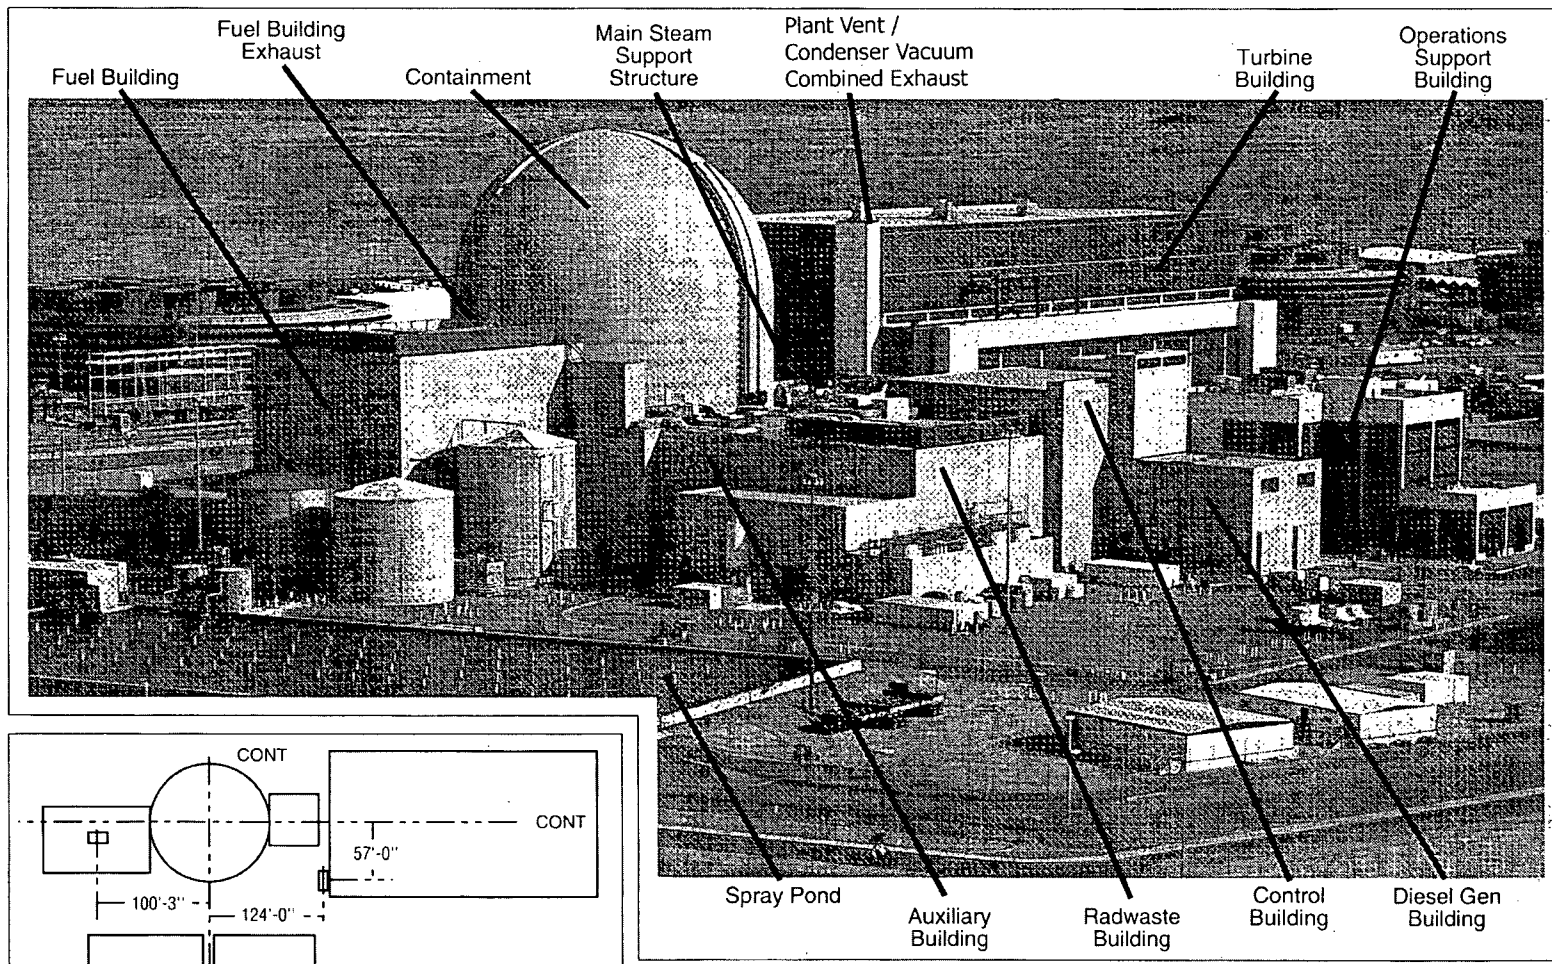 Fuel Building
Fuel Building
Exhaust
Containment
Main Steam
Support
Structure
Plant Vent /
Condenser Vacuum
Combined Exhaust
Turbine
Building
Operations
Support
Building
CONT
CONT
57'-0"
100'-3"
124'-0"
Spray Pond
Auxiliary
Building
Radwaste
Building
Control
Building
Diesel Gen
Building